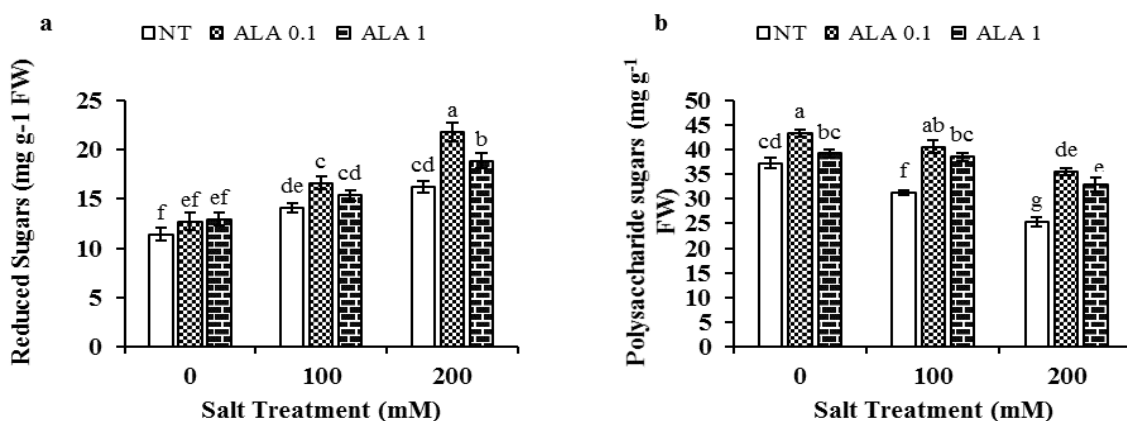 a
NT ALA 0.1 ALA 1
Reduced Sugars (mg g-1 FW)
25
20
15
10
5
0
f ef ef
de c cd
cd a b
0 100 200
Salt Treatment (mM)
b
NT ALA 0.1 ALA 1
Polysaccharide sugars (mg g-1
FW)
50
45
40
35
30
25
20
15
10
5
0
cd a bc
f ab bc
g de e
0 100 200
Salt Treatment (mM)